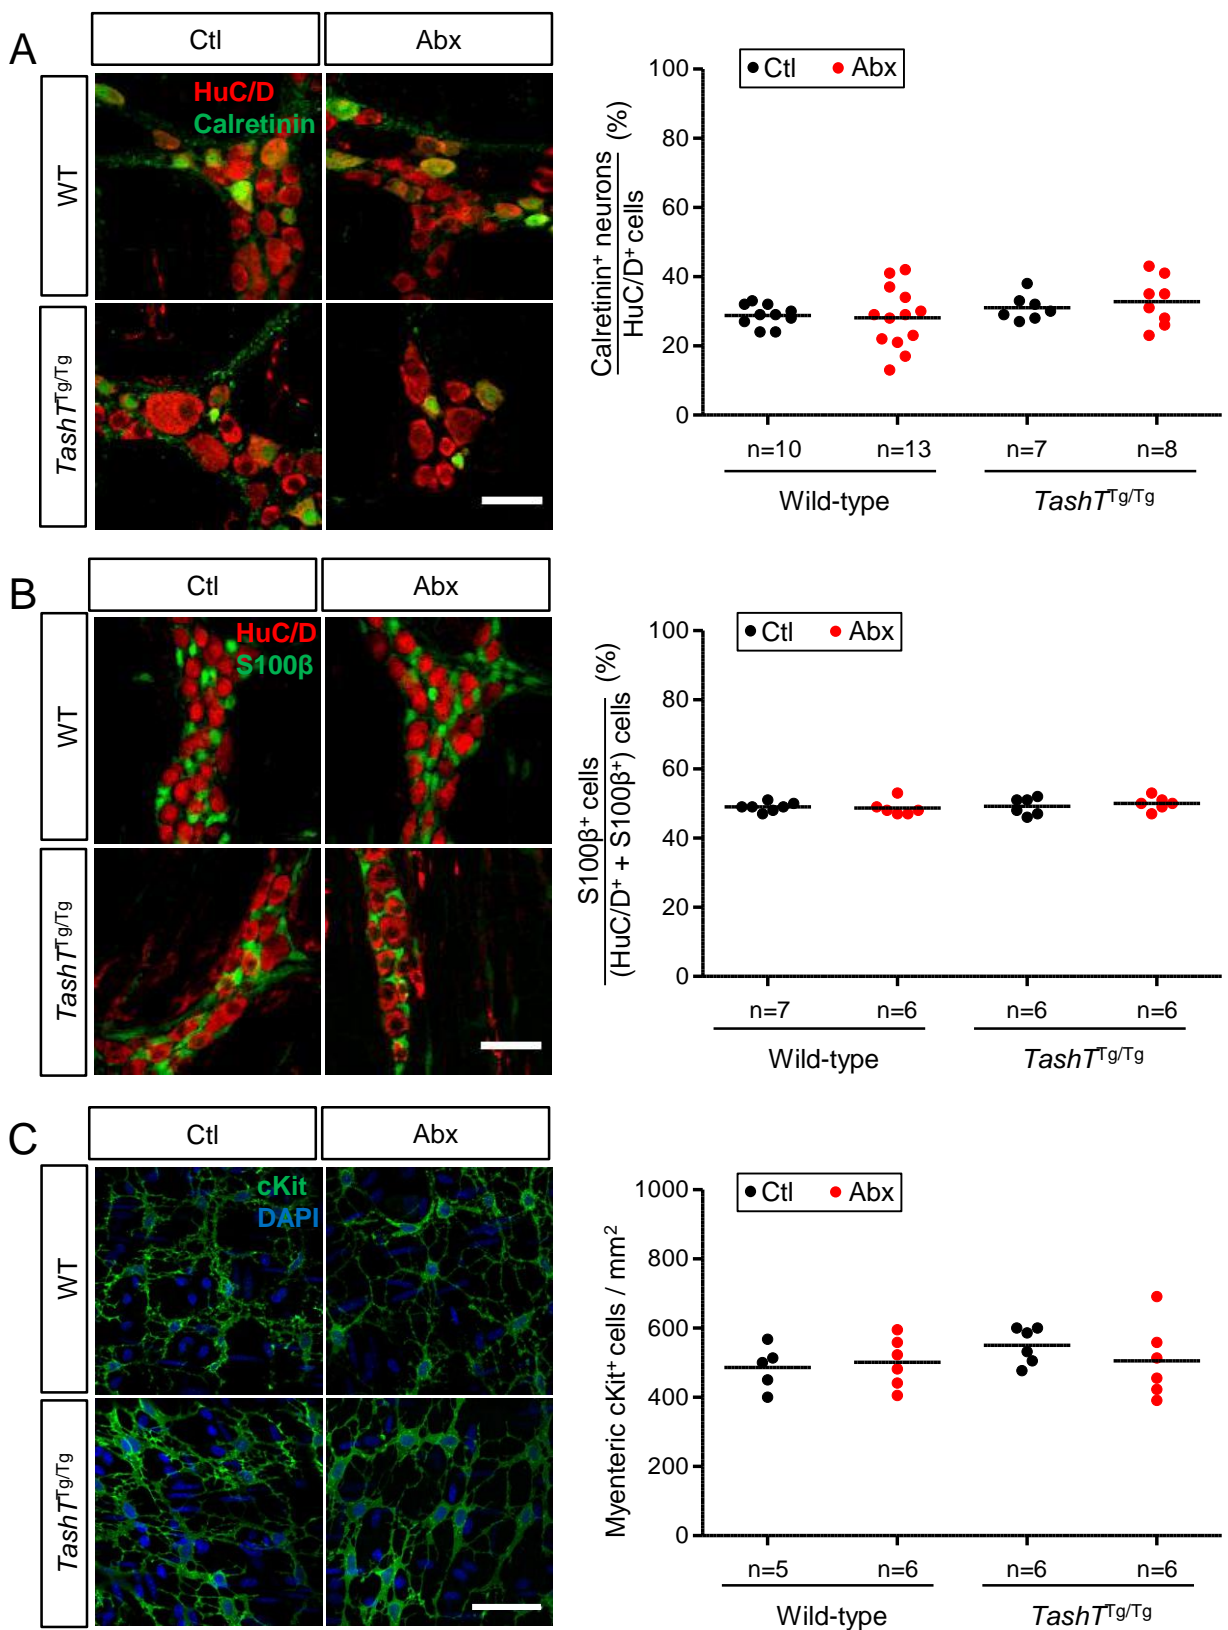 A
Ctl
Abx
WT
TashT^Tg/Tg
HuC/D
Calretinin
Calretinin⁺ neurons
HuC/D⁺ cells
(%)
100
80
60
40
20
0
Ctl
Abx
n=10
n=13
n=7
n=8
Wild-type
TashT^Tg/Tg
B
Ctl
Abx
WT
TashT^Tg/Tg
HuC/D
S100β
S100β⁺ cells
(HuC/D⁺ + S100β⁺) cells
(%)
100
80
60
40
20
0
Ctl
Abx
n=7
n=6
n=6
n=6
Wild-type
TashT^Tg/Tg
C
Ctl
Abx
WT
TashT^Tg/Tg
cKit
DAPI
Myenteric cKit⁺ cells / mm²
1000
800
600
400
200
0
Ctl
Abx
n=5
n=6
n=6
n=6
Wild-type
TashT^Tg/Tg